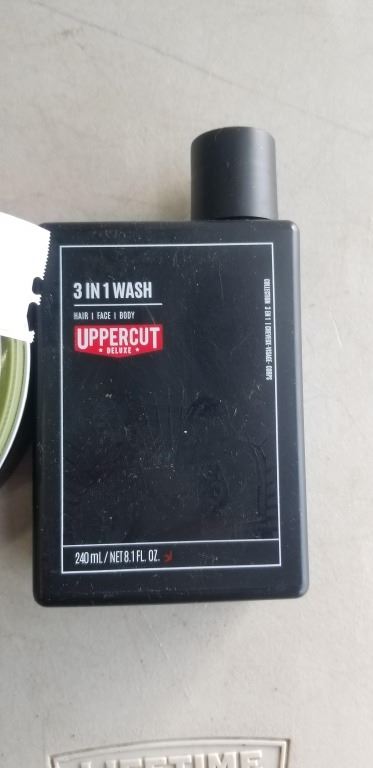 3 IN 1 WASH
HAIR | FACE | BODY
UPPERCUT
DELUXE
240 mL / NET 8.1 FL. OZ.
LIFETIME